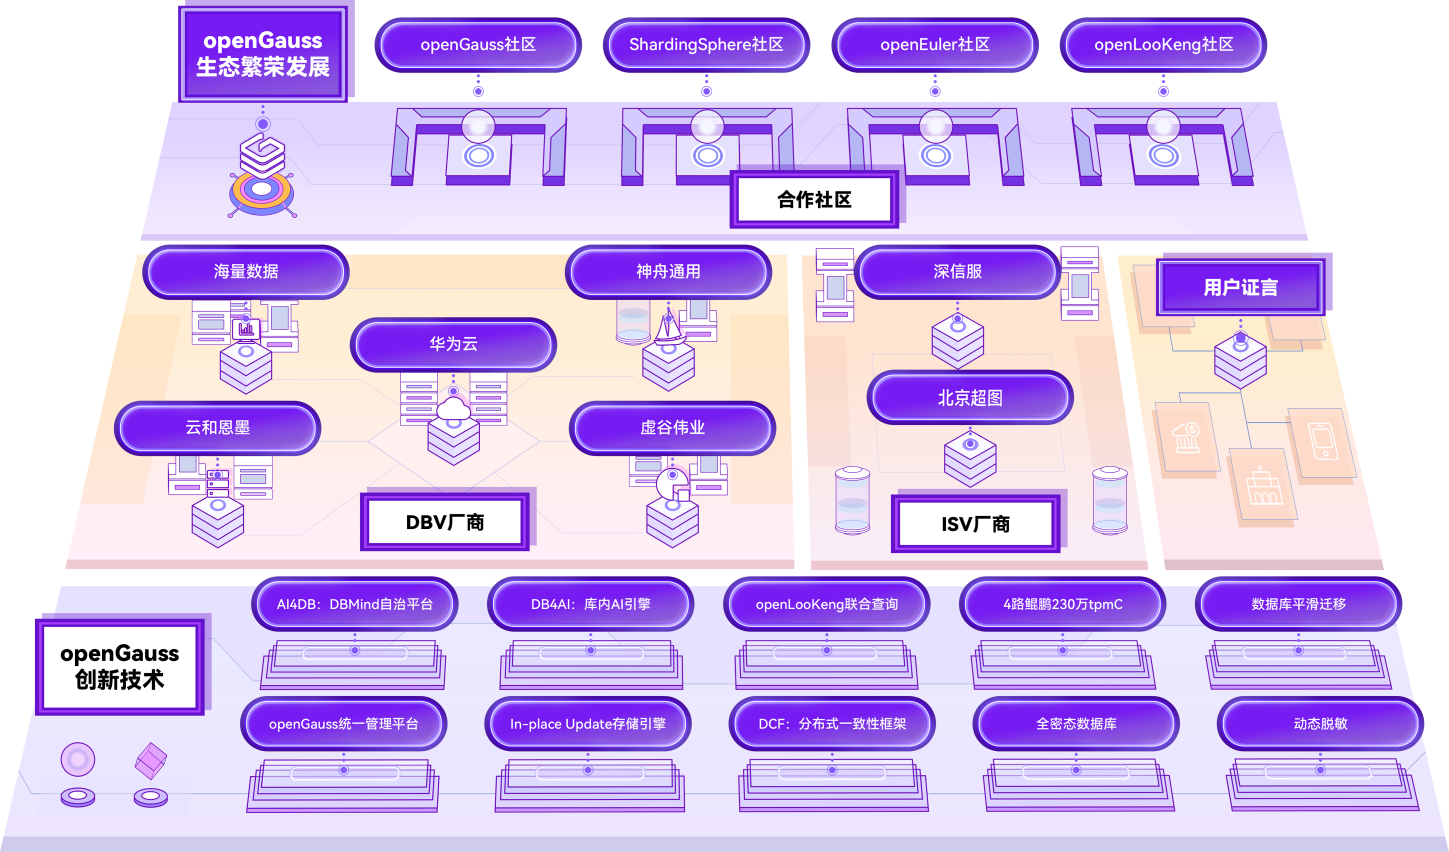 openGauss
生态繁荣发展
openGauss社区
ShardingSphere社区
openEuler社区
openLooKeng社区
合作社区
海量数据
神舟通用
华为云
云和恩墨
虚谷伟业
DBV厂商
深信服
北京超图
ISV厂商
用户证言
openGauss
创新技术
AI4DB：DBMind自治平台
DB4AI：库内AI引擎
openLooKeng联合查询
4路鲲鹏230万tpmC
数据库平滑迁移
openGauss统一管理平台
In-place Update存储引擎
DCF：分布式一致性框架
全密态数据库
动态脱敏